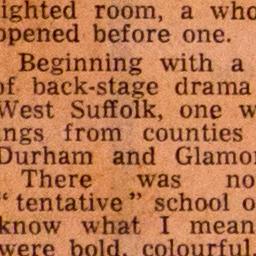 ighted room, a who
ppened before one.
Beginning with a
of back-stage drama
West Suffolk, one w
ings from counties
Durham and Glamor
There was no
“tentative” school o
know what I mean
were bold, colourful,